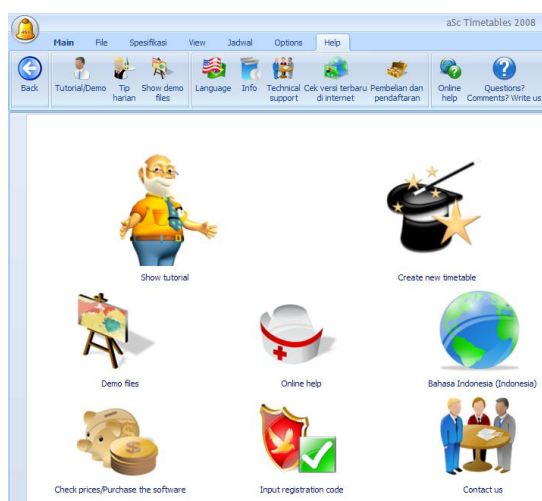 aSc Timetables 2008
Main File Spesifikasi View Jadwal Options Help
Back Tutorial/Demo Tip harian Show demo files Language Info Technical support Cek versi terbaru di internet Pembelian dan pendaftaran Online help Questions? Comments? Write us
Show tutorial Create new timetable
Demo files Online help Bahasa Indonesia (Indonesia)
Check prices/Purchase the software Input registration code Contact us